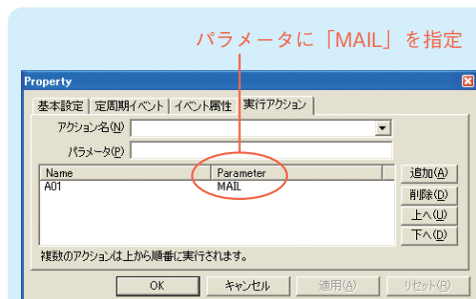 パラメータに「MAIL」を指定
Property
基本設定 定周期イベント イベント属性 実行アクション
アクション名(N)
パラメータ(P)
Name Parameter
A01 MAIL
追加(A)
削除(D)
上へ(U)
下へ(D)
複数のアクションは上から順番に実行されます。
OK キャンセル 適用(A) リセット(R)